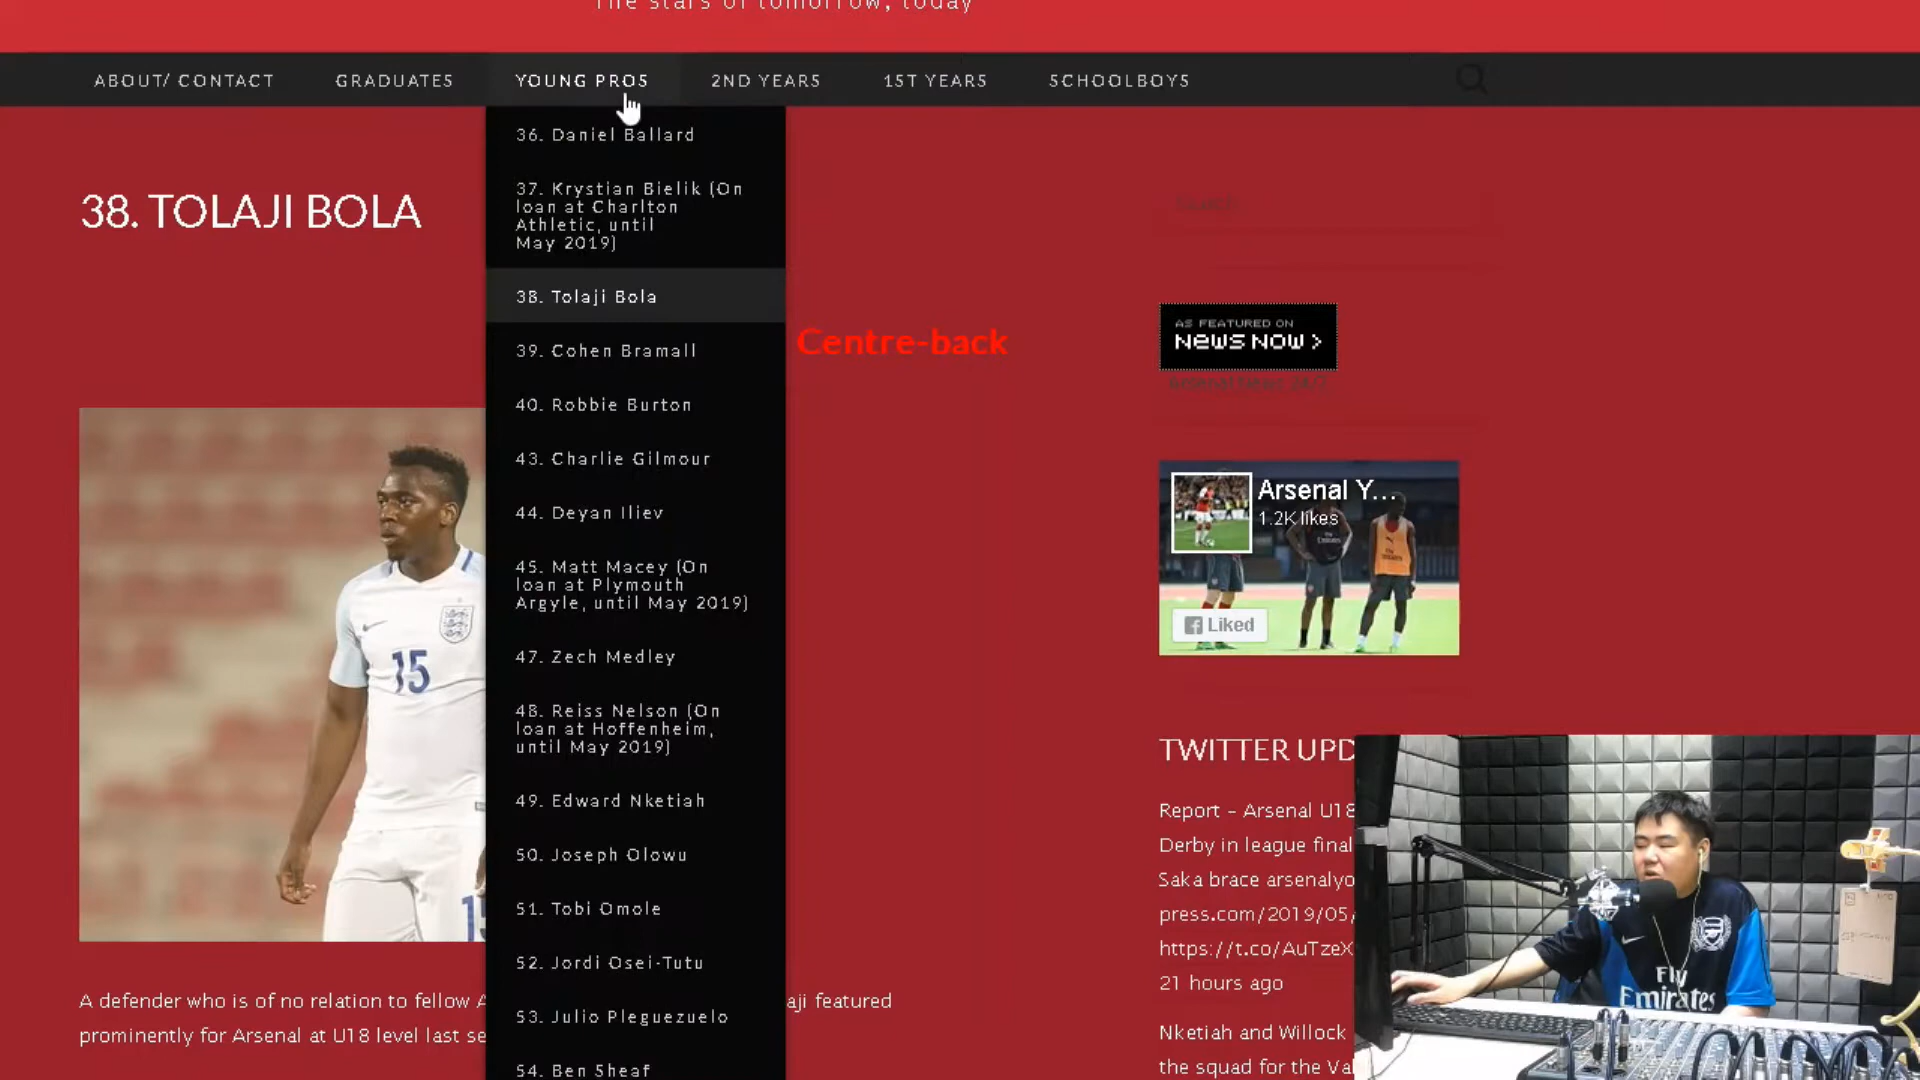 The stars of tomorrow, today
ABOUT/ CONTACT GRADUATES YOUNG PROS 2ND YEARS 1ST YEARS SCHOOLBOYS
36. Daniel Ballard
37. Krystian Bielik (On
loan at Charlton
Athletic, until
May 2019)
38. Tolaji Bola
39. Cohen Bramall
40. Robbie Burton
43. Charlie Gilmour
44. Deyan Iliev
45. Matt Macey (On
loan at Plymouth
Argyle, until May 2019)
47. Zech Medley
48. Reiss Nelson (On
loan at Hoffenheim,
until May 2019)
49. Edward Nketiah
50. Joseph Olowu
51. Tobi Omole
52. Jordi Osei-Tutu
53. Julio Pleguezuelo
54. Ben Sheaf
38. TOLAJI BOLA
Centre-back
15
A defender who is of no relation to fellow A aji featured
prominently for Arsenal at U18 level last se
Search
AS FEATURED ON
NEWS NOW >
Arsenal News 24/7
Arsenal Y...
1.2K likes
Liked
TWITTER UPD
Report – Arsenal U18
Derby in league final
Saka brace arsenalyo
press.com/2019/05/
https://t.co/AuTzeX
21 hours ago
Nketiah and Willock
the squad for the Val
Fly
Emirates